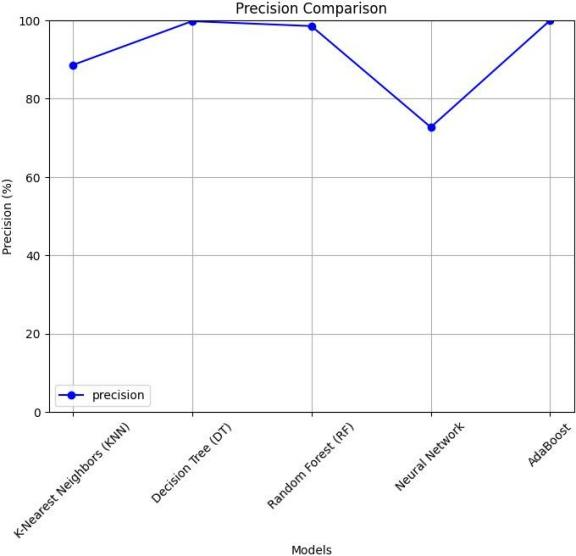 Precision Comparison
100
80
60
40
20
0
Precision (%)
precision
K-Nearest Neighbors (KNN)
Decision Tree (DT)
Random Forest (RF)
Neural Network
AdaBoost
Models